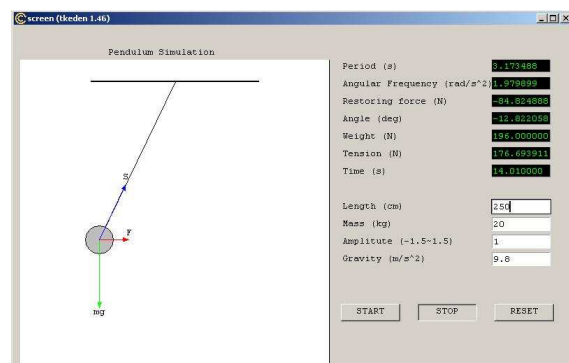 screen (tkeden 1.46)
Pendulum Simulation
S
F
mg
Period (s) 3.173488
Angular Frequency (rad/s^2) 1.979899
Restoring force (N) -84.824888
Angle (deg) -12.822058
Weight (N) 196.000000
Tension (N) 176.693911
Time (s) 14.010000
Length (cm) 250
Mass (kg) 20
Amplitute (-1.5~1.5) 1
Gravity (m/s^2) 9.8
START STOP RESET